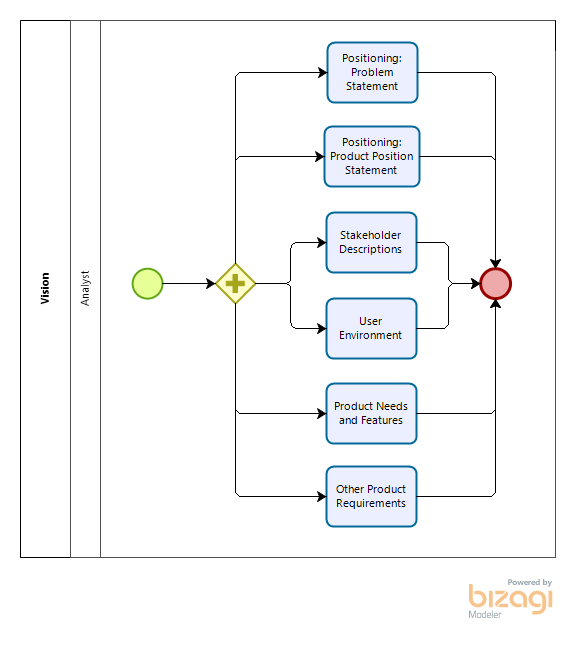 Vision
Analyst
Positioning:
Problem
Statement
Positioning:
Product Position
Statement
Stakeholder
Descriptions
User
Environment
Product Needs
and Features
Other Product
Requirements
Powered by
bizagi
Modeler